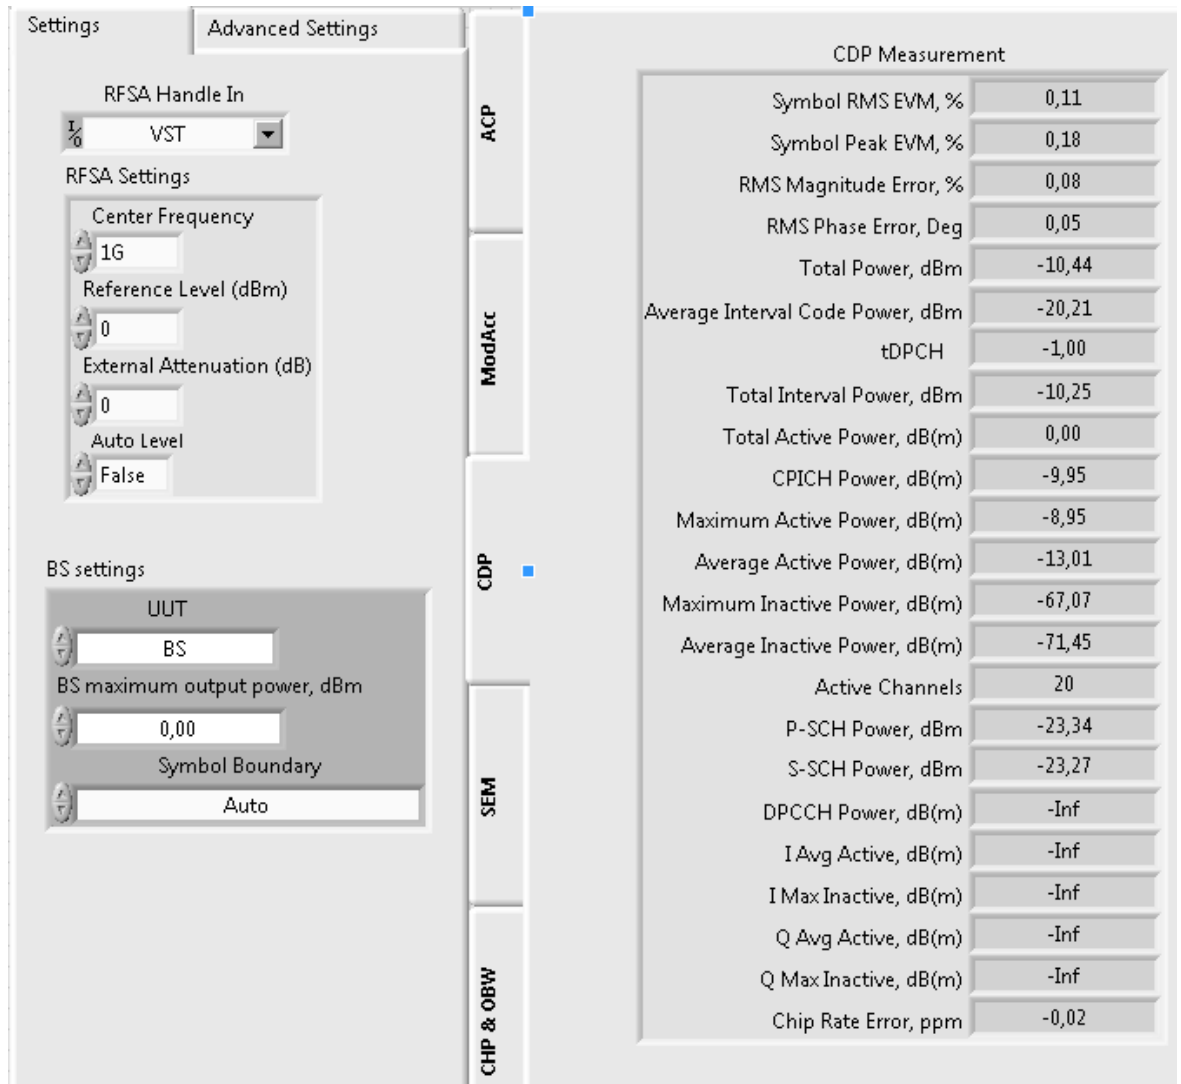 Settings
Advanced Settings
RFSA Handle In
I/O VST
RFSA Settings
Center Frequency
1G
Reference Level (dBm)
0
External Attenuation (dB)
0
Auto Level
False
BS settings
UUT
BS
BS maximum output power, dBm
0,00
Symbol Boundary
Auto
ACP
ModAcc
CDP
SEM
CHP & OBW
CDP Measurement
Symbol RMS EVM, % 0,11
Symbol Peak EVM, % 0,18
RMS Magnitude Error, % 0,08
RMS Phase Error, Deg 0,05
Total Power, dBm -10,44
Average Interval Code Power, dBm -20,21
tDPCH -1,00
Total Interval Power, dBm -10,25
Total Active Power, dB(m) 0,00
CPICH Power, dB(m) -9,95
Maximum Active Power, dB(m) -8,95
Average Active Power, dB(m) -13,01
Maximum Inactive Power, dB(m) -67,07
Average Inactive Power, dB(m) -71,45
Active Channels 20
P-SCH Power, dBm -23,34
S-SCH Power, dBm -23,27
DPCCH Power, dB(m) -Inf
I Avg Active, dB(m) -Inf
I Max Inactive, dB(m) -Inf
Q Avg Active, dB(m) -Inf
Q Max Inactive, dB(m) -Inf
Chip Rate Error, ppm -0,02